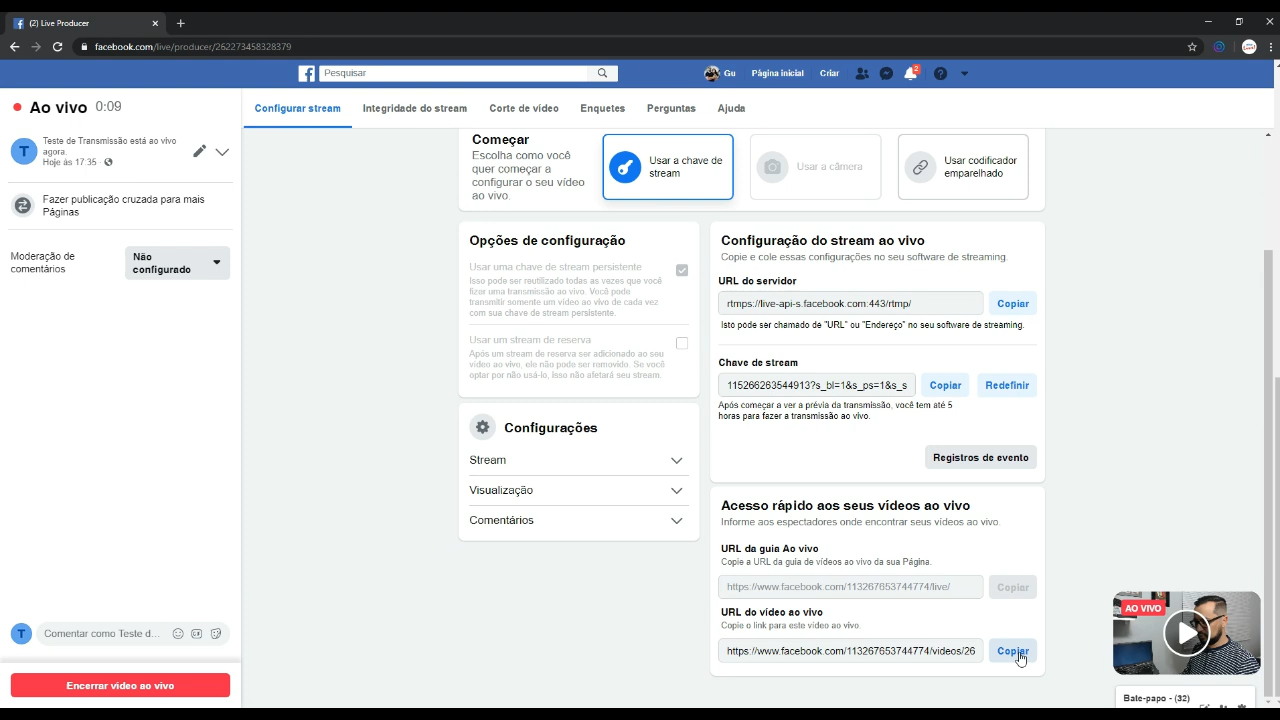 (2) Live Producer
facebook.com/live/producer/262273458328379
Pesquisar
Gu
Página inicial
Criar
2
Ao vivo 0:09
T
Teste de Transmissão está ao vivo
agora.
Hoje às 17:35 ·
Fazer publicação cruzada para mais
Páginas
Moderação de
comentários
Não
configurado
T
Comentar como Teste d...
Encerrar vídeo ao vivo
Configurar stream
Integridade do stream
Corte de vídeo
Enquetes
Perguntas
Ajuda
Começar
Escolha como você
quer começar a
configurar o seu vídeo
ao vivo.
Usar a chave de
stream
Usar a câmera
Usar codificador
emparelhado
Opções de configuração
Usar uma chave de stream persistente
Isso pode ser reutilizado todas as vezes que você
fizer uma transmissão ao vivo. Você pode
transmitir somente um vídeo ao vivo de cada vez
com sua chave de stream persistente.
Usar um stream de reserva
Após um stream de reserva ser adicionado ao seu
vídeo ao vivo, ele não pode ser removido. Se você
optar por não usá-lo, isso não afetará seu stream.
Configurações
Stream
Visualização
Comentários
Configuração do stream ao vivo
Copie e cole essas configurações no seu software de streaming.
URL do servidor
rtmps://live-api-s.facebook.com:443/rtmp/
Copiar
Isto pode ser chamado de "URL" ou "Endereço" no seu software de streaming.
Chave de stream
115266263544913?s_bl=1&s_ps=1&s_s
Copiar
Redefinir
Após começar a ver a prévia da transmissão, você tem até 5
horas para fazer a transmissão ao vivo.
Registros de evento
Acesso rápido aos seus vídeos ao vivo
Informe aos espectadores onde encontrar seus vídeos ao vivo.
URL da guia Ao vivo
Copie a URL da guia de vídeos ao vivo da sua Página.
https://www.facebook.com/113267653744774/live/
Copiar
URL do vídeo ao vivo
Copie o link para este vídeo ao vivo.
https://www.facebook.com/113267653744774/videos/26
Copiar
AO VIVO
Bate-papo - (32)